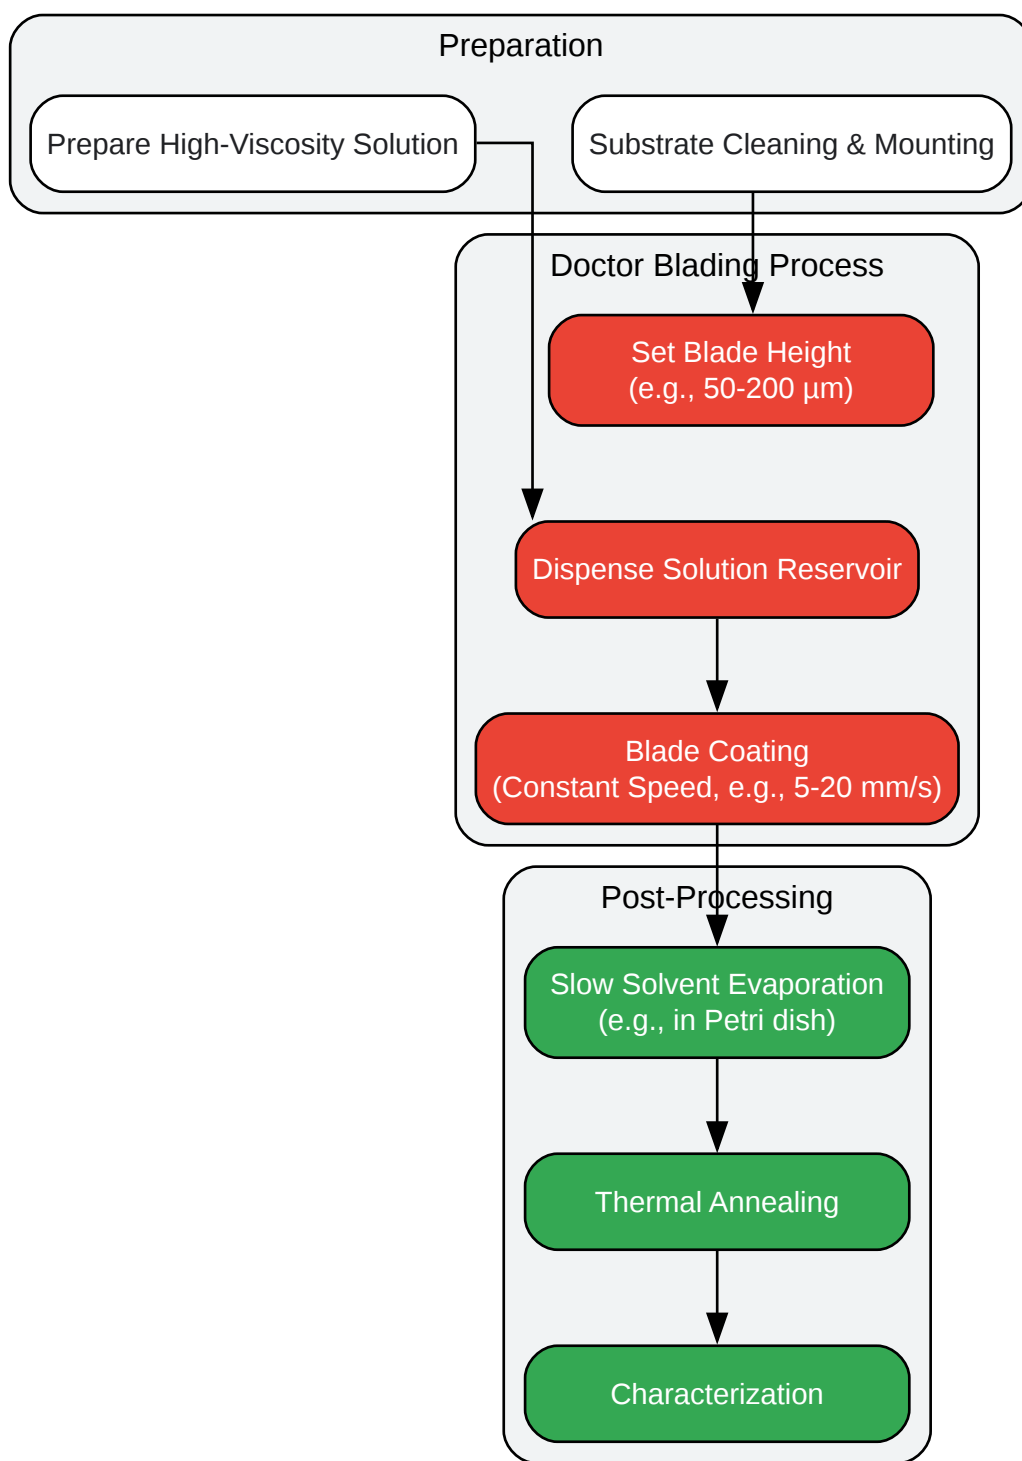 Preparation
Prepare High-Viscosity Solution
Substrate Cleaning & Mounting
Doctor Blading Process
Set Blade Height
(e.g., 50-200 µm)
Dispense Solution Reservoir
Blade Coating
(Constant Speed, e.g., 5-20 mm/s)
Post-Processing
Slow Solvent Evaporation
(e.g., in Petri dish)
Thermal Annealing
Characterization